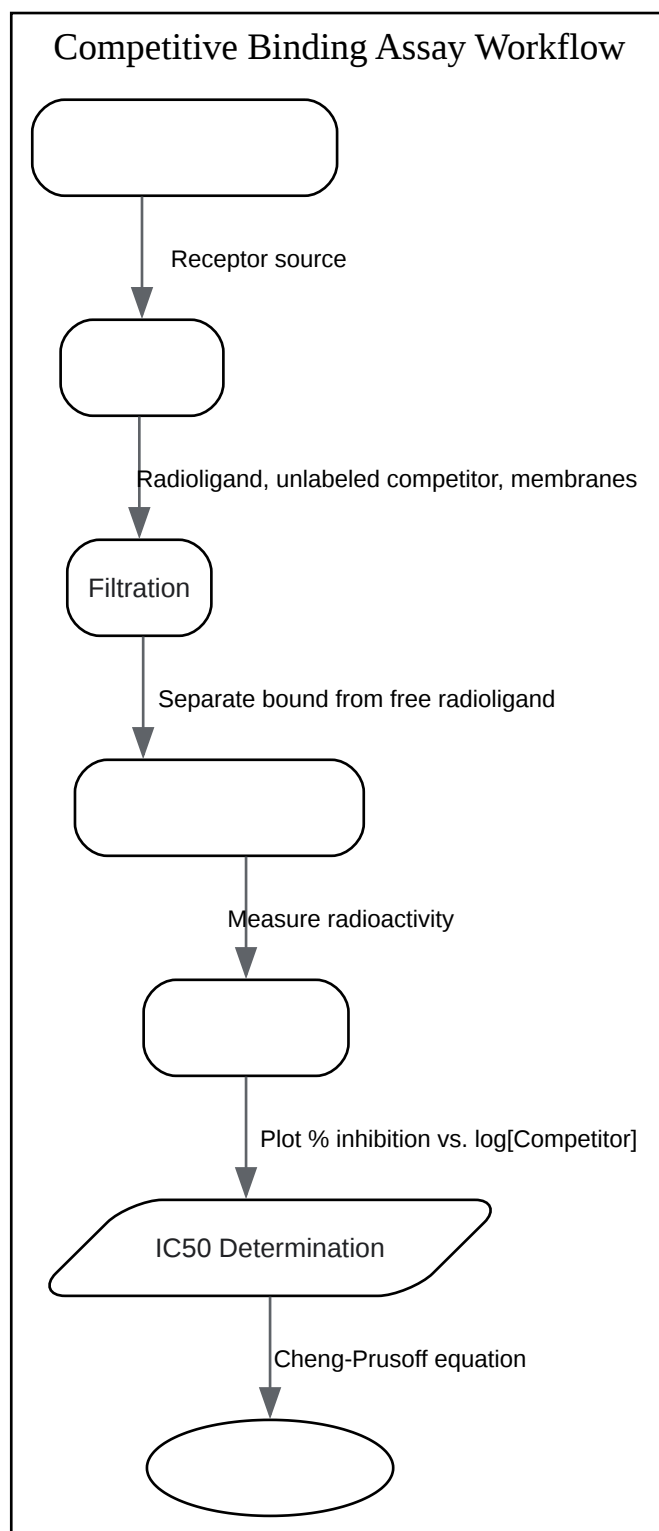 Competitive Binding Assay Workflow
Receptor source
Radioligand, unlabeled competitor, membranes
Filtration
Separate bound from free radioligand
Measure radioactivity
Plot % inhibition vs. log[Competitor]
IC50 Determination
Cheng-Prusoff equation